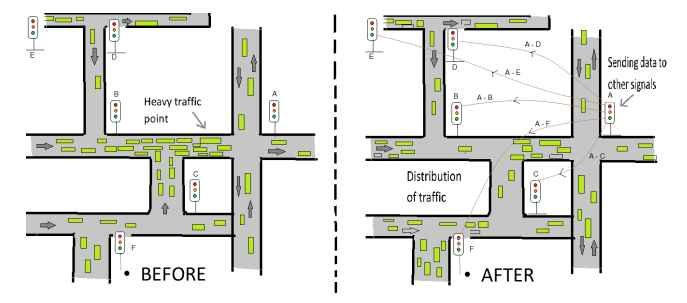 E
D
B
Heavy traffic
point
A
C
F
• BEFORE
E
D
A - D
A - E
Sending data to
other signals
B
A - B
A
A - F
A - C
Distribution
of traffic
C
F
• AFTER